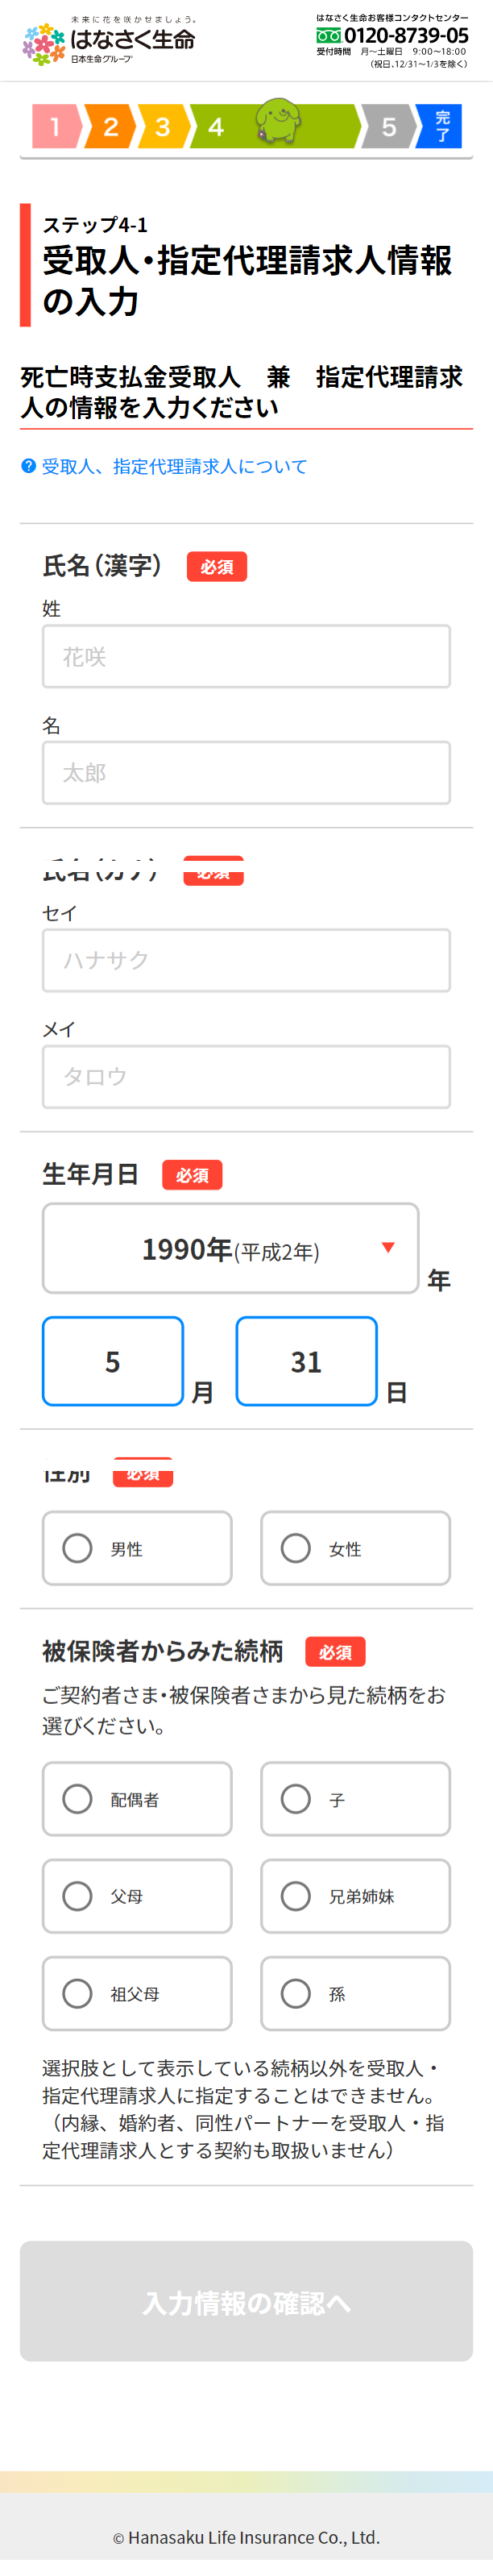 未来に花を咲かせましょう。
はなさく生命
日本生命グループ
はなさく生命お客様コンタクトセンター
0120-8739-05
受付時間 月～土曜日 9:00～18:00
(祝日、12/31～1/3を除く)
1 2 3 4 5 完了
ステップ4-1
受取人・指定代理請求人情報
の入力
死亡時支払金受取人　兼　指定代理請求
人の情報を入力ください
? 受取人、指定代理請求人について
氏名（漢字） 必須
姓
花咲
名
太郎
氏名（カナ） 必須
セイ
ハナサク
メイ
タロウ
生年月日 必須
1990年(平成2年) 年
5 月 31 日
性別 必須
男性 女性
被保険者からみた続柄 必須
ご契約者さま・被保険者さまから見た続柄をお
選びください。
配偶者 子
父母 兄弟姉妹
祖父母 孫
選択肢として表示している続柄以外を受取人・
指定代理請求人に指定することはできません。
（内縁、婚約者、同性パートナーを受取人・指
定代理請求人とする契約も取扱いません）
入力情報の確認へ
© Hanasaku Life Insurance Co., Ltd.